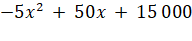 −5x² + 50x + 15 000